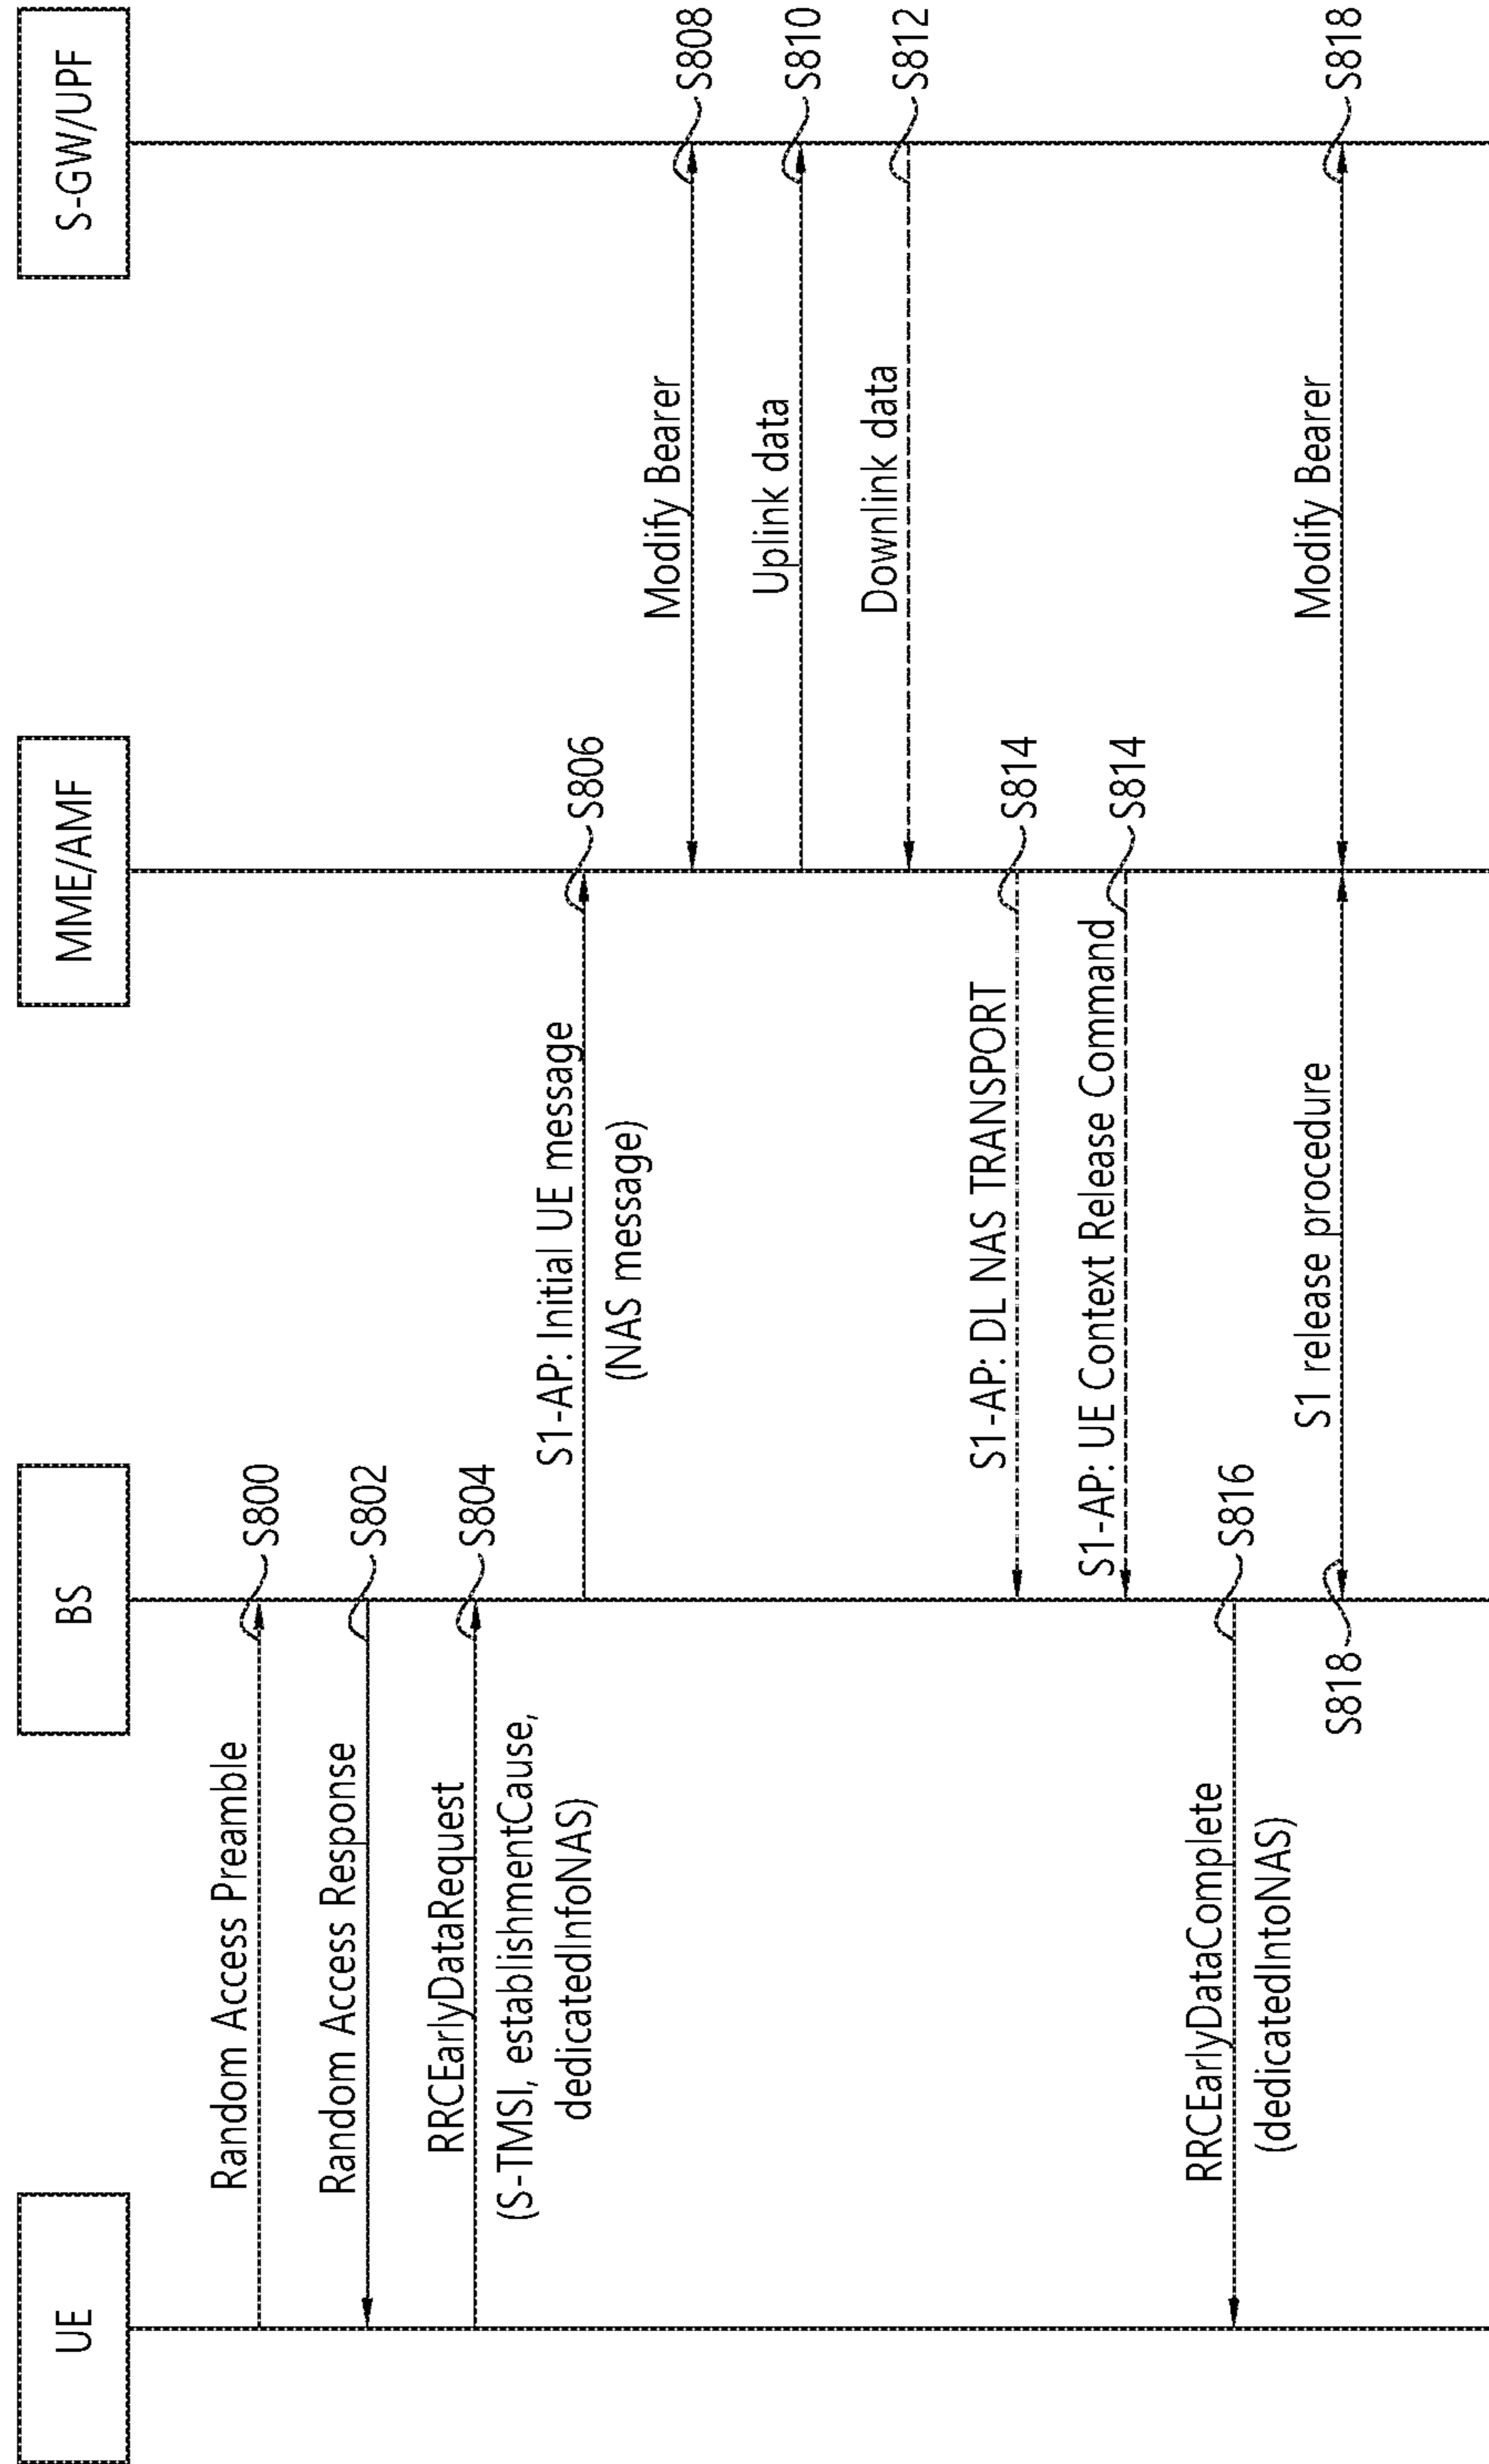 UE
BS
MME/AMF
S-GW/UPF
Random Access Preamble
S800
Random Access Response
S802
RRCEarlyDataRequest
S804
(S-TMSI, establishmentCause,
dedicatedInfoNAS)
S1-AP: Initial UE message
S806
(NAS message)
Modify Bearer
S808
Uplink data
S810
Downlink data
S812
S1-AP: DL NAS TRANSPORT
S814
S1-AP: UE Context Release Command
S814
RRCEarlyDataComplete
S816
(dedicatedIntoNAS)
S818
S1 release procedure
Modify Bearer
S818